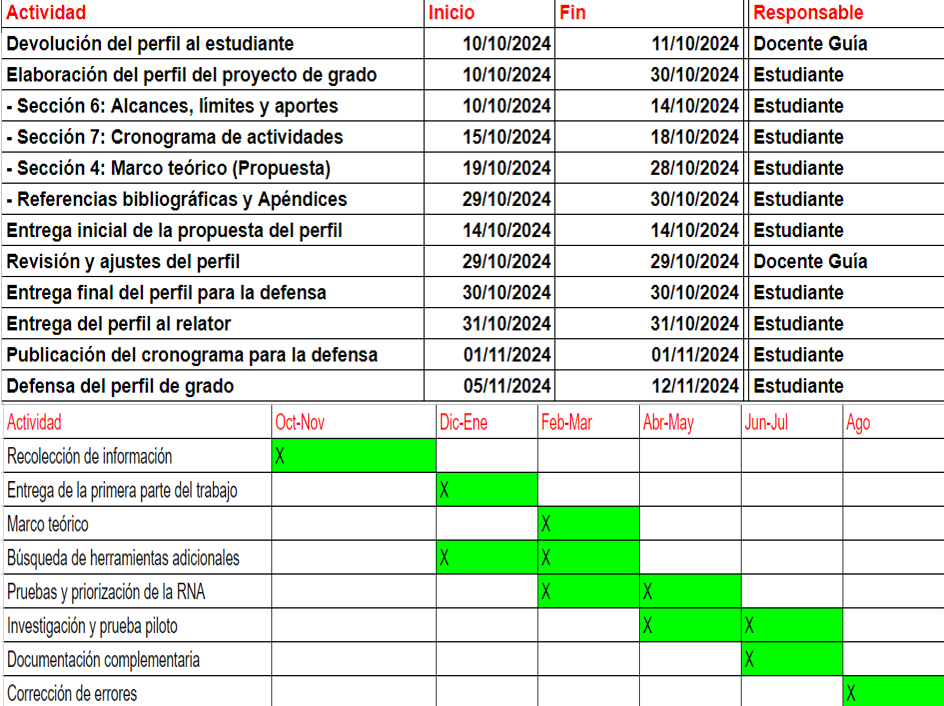 Actividad Inicio Fin Responsable
Devolución del perfil al estudiante 10/10/2024 11/10/2024 Docente Guía
Elaboración del perfil del proyecto de grado 10/10/2024 30/10/2024 Estudiante
- Sección 6: Alcances, límites y aportes 10/10/2024 14/10/2024 Estudiante
- Sección 7: Cronograma de actividades 15/10/2024 18/10/2024 Estudiante
- Sección 4: Marco teórico (Propuesta) 19/10/2024 28/10/2024 Estudiante
- Referencias bibliográficas y Apéndices 29/10/2024 30/10/2024 Estudiante
Entrega inicial de la propuesta del perfil 14/10/2024 14/10/2024 Estudiante
Revisión y ajustes del perfil 29/10/2024 29/10/2024 Docente Guía
Entrega final del perfil para la defensa 30/10/2024 30/10/2024 Estudiante
Entrega del perfil al relator 31/10/2024 31/10/2024 Estudiante
Publicación del cronograma para la defensa 01/11/2024 01/11/2024 Estudiante
Defensa del perfil de grado 05/11/2024 12/11/2024 Estudiante
Actividad Oct-Nov Dic-Ene Feb-Mar Abr-May Jun-Jul Ago
Recolección de información X
Entrega de la primera parte del trabajo X
Marco teórico X
Búsqueda de herramientas adicionales X X
Pruebas y priorización de la RNA X X
Investigación y prueba piloto X X
Documentación complementaria X
Corrección de errores X